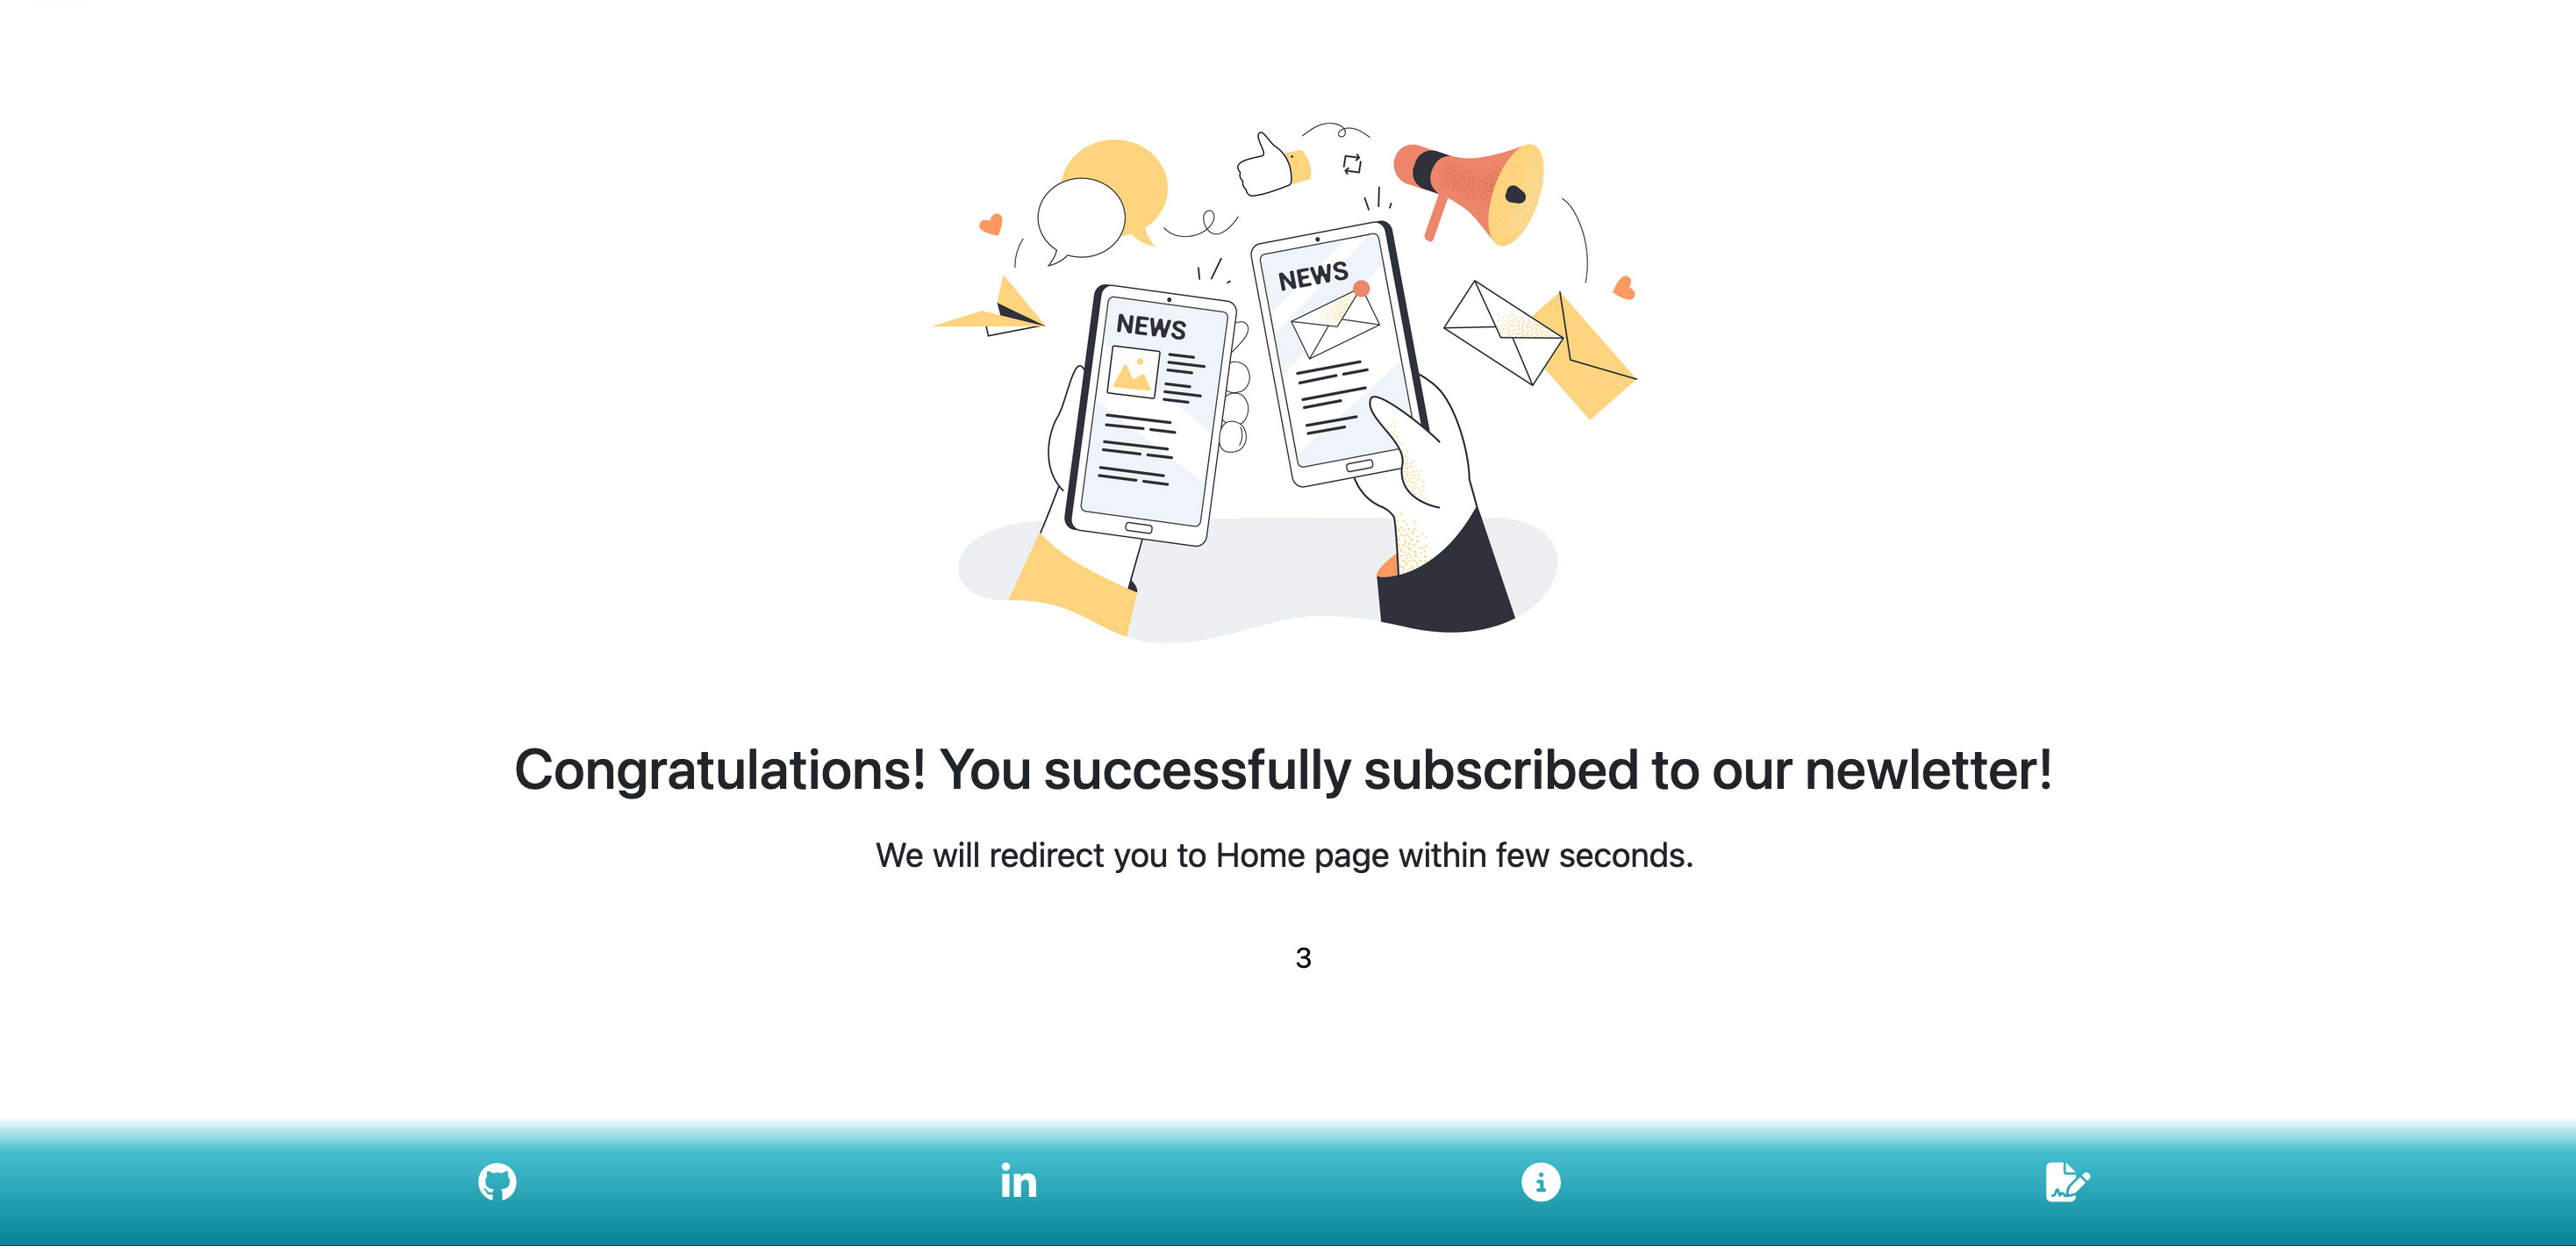 NEWS
NEWS
Congratulations! You successfully subscribed to our newletter!
We will redirect you to Home page within few seconds.
3
in